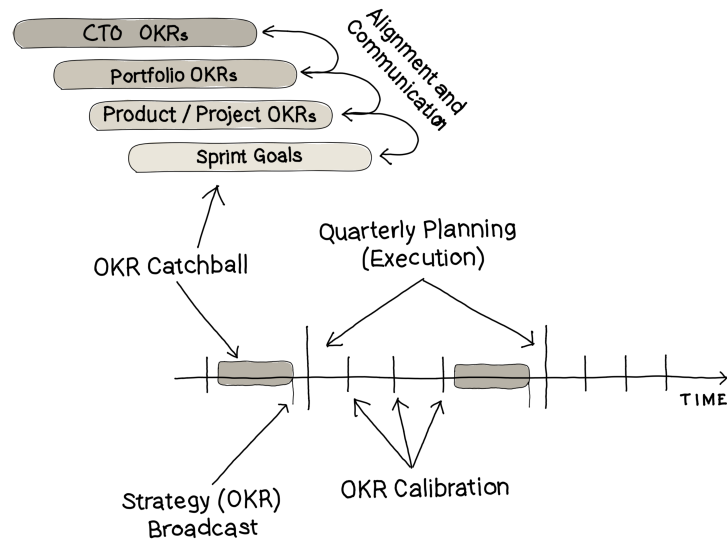 CTO OKRs
Portfolio OKRs
Product / Project OKRs
Sprint Goals
Alignment and
Communication
OKR Catchball
Quarterly Planning
(Execution)
TIME
Strategy (OKR)
Broadcast
OKR Calibration